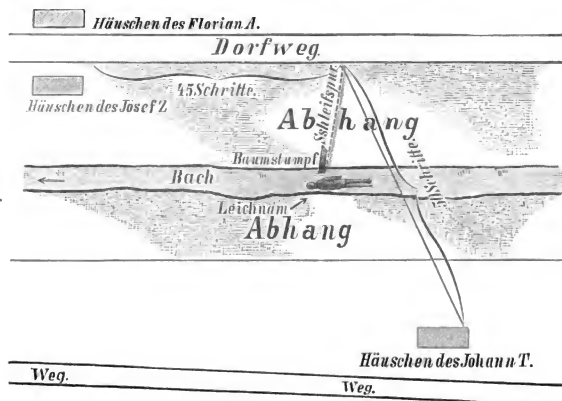 Häuschen des Florian A.
Dorfweg.
45 Schritte.
Häuschen des Josef Z
Schleifspur.
Abhang
Baumstumpf
Schritte.
Bach
Leichnam
Abhang
Häuschen des Johann T.
Weg.
Weg.